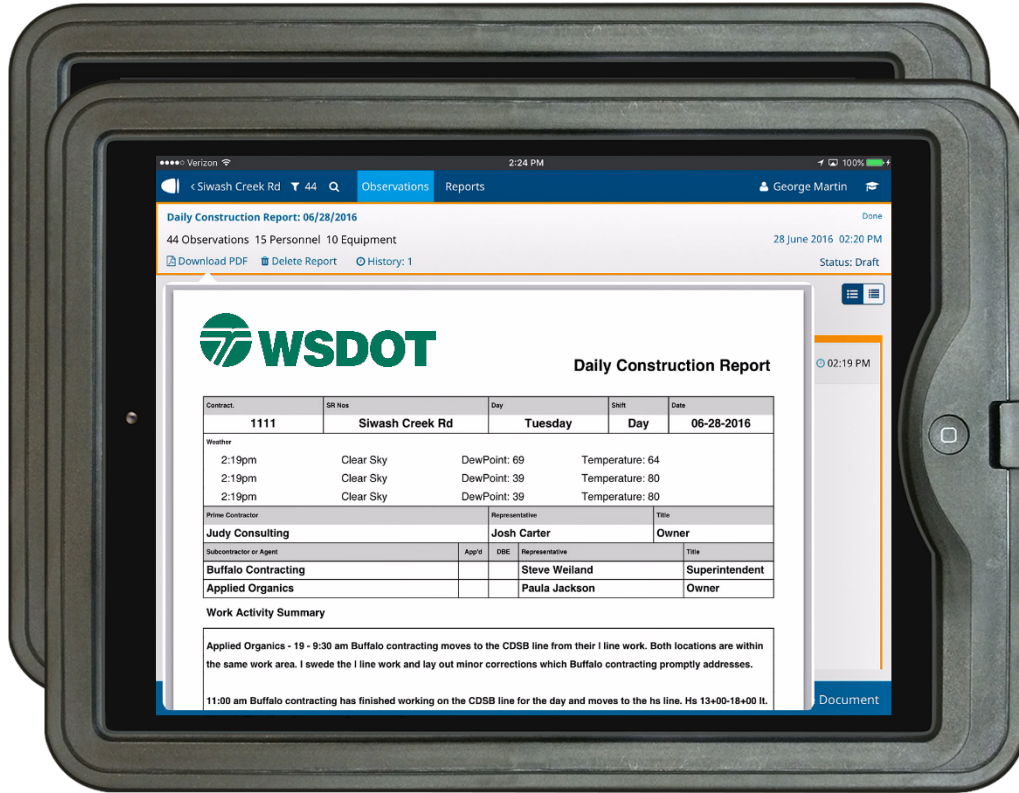 Verizon 2:24 PM 100%
< Siwash Creek Rd 44 Observations Reports George Martin
Daily Construction Report: 06/28/2016 Done
44 Observations 15 Personnel 10 Equipment 28 June 2016 02:20 PM
Download PDF Delete Report History: 1 Status: Draft
WSDOT
Daily Construction Report
02:19 PM
Contract. SR Nos Day Shift Date
1111 Siwash Creek Rd Tuesday Day 06-28-2016
Weather
2:19pm Clear Sky DewPoint: 69 Temperature: 64
2:19pm Clear Sky DewPoint: 39 Temperature: 80
2:19pm Clear Sky DewPoint: 39 Temperature: 80
Prime Contractor Representative Title
Judy Consulting Josh Carter Owner
Subcontractor or Agent App'd DBE Representative Title
Buffalo Contracting Steve Weiland Superintendent
Applied Organics Paula Jackson Owner
Work Activity Summary
Applied Organics - 19 - 9:30 am Buffalo contracting moves to the CDSB line from their l line work. Both locations are within
the same work area. I swede the l line work and lay out minor corrections which Buffalo contracting promptly addresses.
11:00 am Buffalo contracting has finished working on the CDSB line for the day and moves to the hs line. Hs 13+00-18+00 lt.
Document